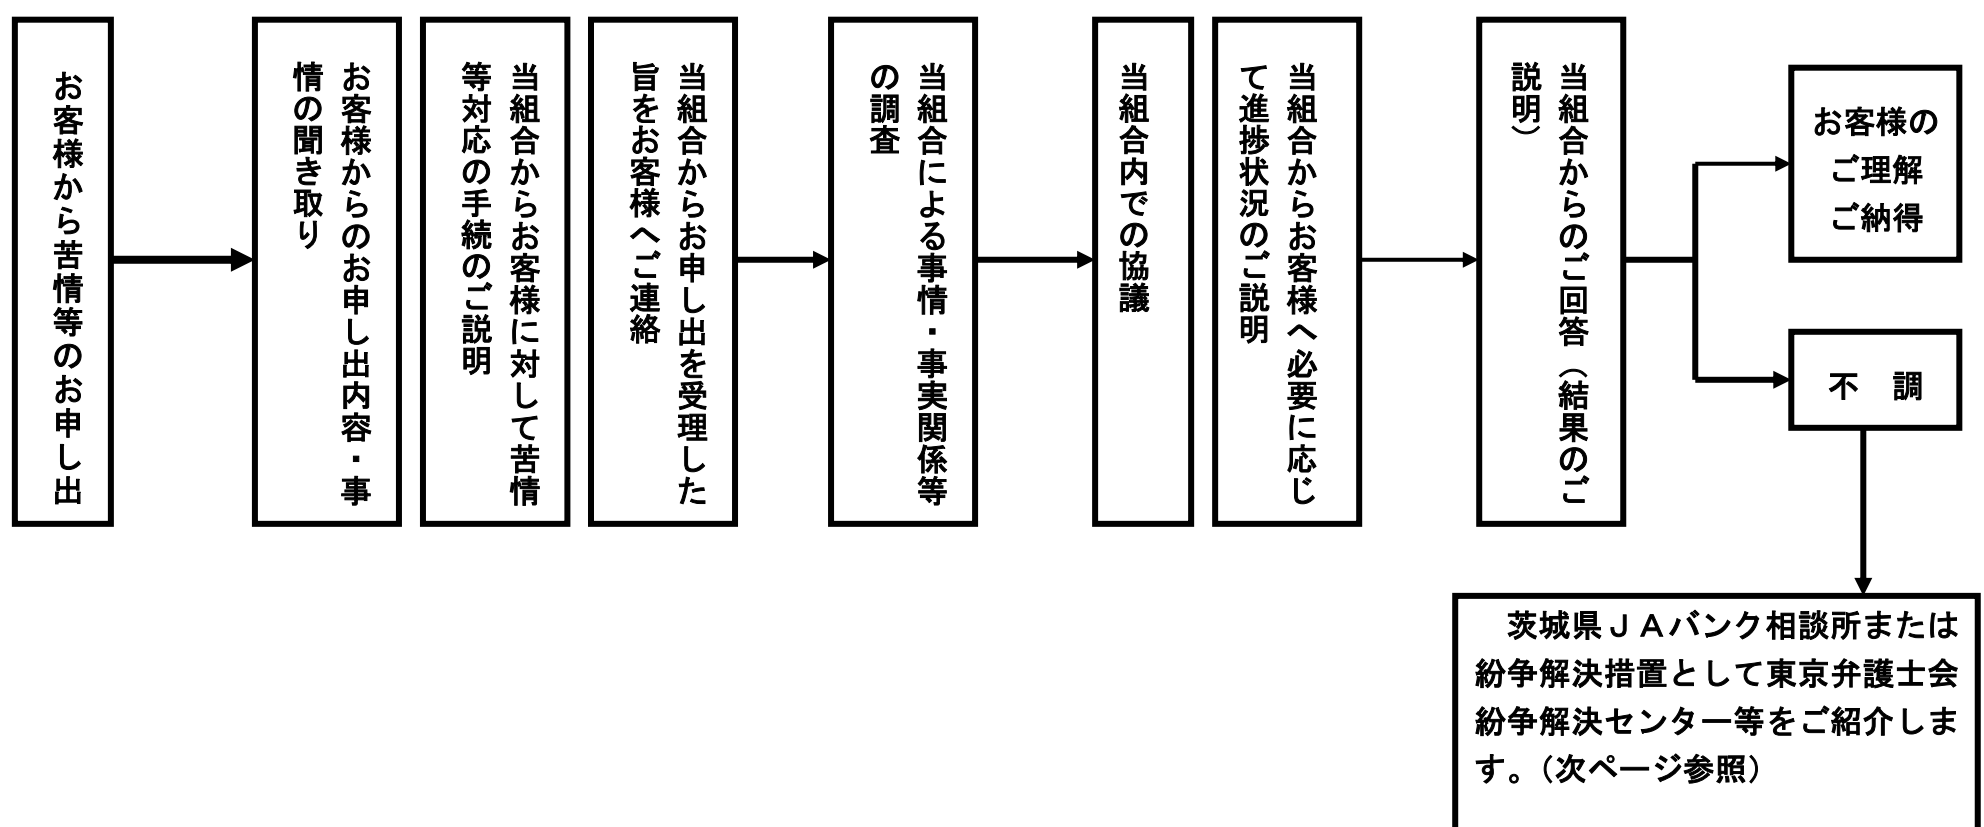 お客様から苦情等のお申し出
お客様からのお申し出内容・事
情の聞き取り
当組合からお客様に対して苦情
等対応の手続のご説明
当組合からお申し出を受理した
旨をお客様へご連絡
当組合による事情・事実関係等
の調査
当組合内での協議
当組合からお客様へ必要に応じ
て進捗状況のご説明
当組合からのご回答（結果のご
説明）
お客様の
ご理解
ご納得
不　調
茨城県ＪＡバンク相談所または
紛争解決措置として東京弁護士会
紛争解決センター等をご紹介しま
す。（次ページ参照）